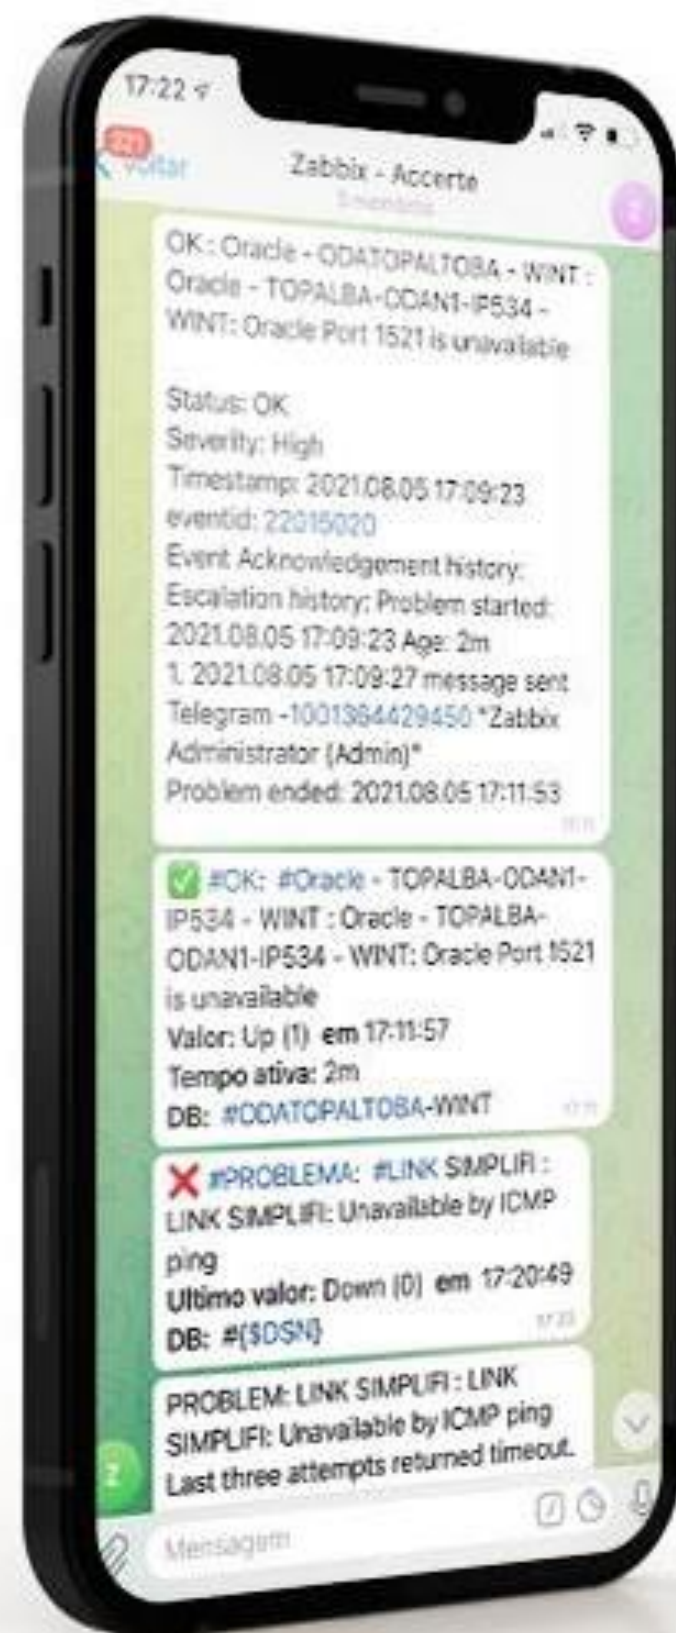 17:22
321
Voltar
Zabbix - Accerte
Z
OK : Oracle - ODATOPALTOBA - WINT :
Oracle - TOPALBA-ODAN1-IP534 -
WINT: Oracle Port 1521 is unavailable
Status: OK
Severity: High
Timestamp: 2021.08.05 17:09:23
eventid: 22015020
Event Acknowledgement history:
Escalation history: Problem started:
2021.08.05 17:09:23 Age: 2m
1. 2021.08.05 17:09:27 message sent
Telegram -1001364429450 "Zabbix
Administrator (Admin)"
Problem ended: 2021.08.05 17:11:53
#OK: #Oracle - TOPALBA-ODAN1-
IP534 - WINT : Oracle - TOPALBA-
ODAN1-IP534 - WINT: Oracle Port 1521
is unavailable
Valor: Up (1) em 17:11:57
Tempo ativa: 2m
DB: #ODATOPALTOBA-WINT
#PROBLEMA: #LINK SIMPLIFI :
LINK SIMPLIFI: Unavailable by ICMP
ping
Ultimo valor: Down (0) em 17:20:49
DB: #{$DSN}
PROBLEM: LINK SIMPLIFI : LINK
SIMPLIFI: Unavailable by ICMP ping
Last three attempts returned timeout.
Z
Mensagem